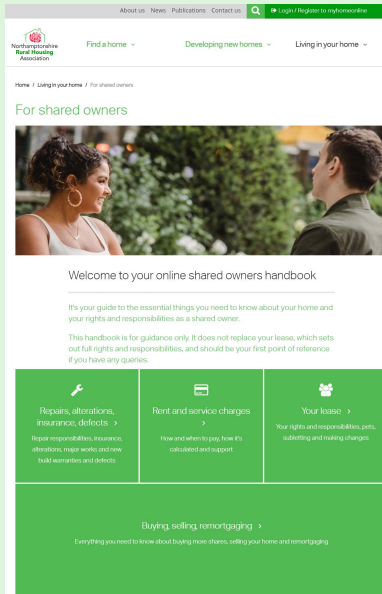 About us News Publications Contact us Login / Register to myhomeonline
Northamptonshire
Rural Housing
Association
Find a home Developing new homes Living in your home
Home / Living in your home / For shared owners
For shared owners
Welcome to your online shared owners handbook
It's your guide to the essential things you need to know about your home and
your rights and responsibilities as a shared owner.
This handbook is for guidance only. It does not replace your lease, which sets
out full rights and responsibilities, and should be your first point of reference
if you have any queries.
Repairs, alterations,
insurance, defects >
Repair responsibilities, insurance,
alterations, major works and new
build warranties and defects
Rent and service charges
>
How and when to pay, how it's
calculated and support
Your lease >
Your rights and responsibilities, pets,
subletting and making changes
Buying, selling, remortgaging >
Everything you need to know about buying more shares, selling your home and remortgaging